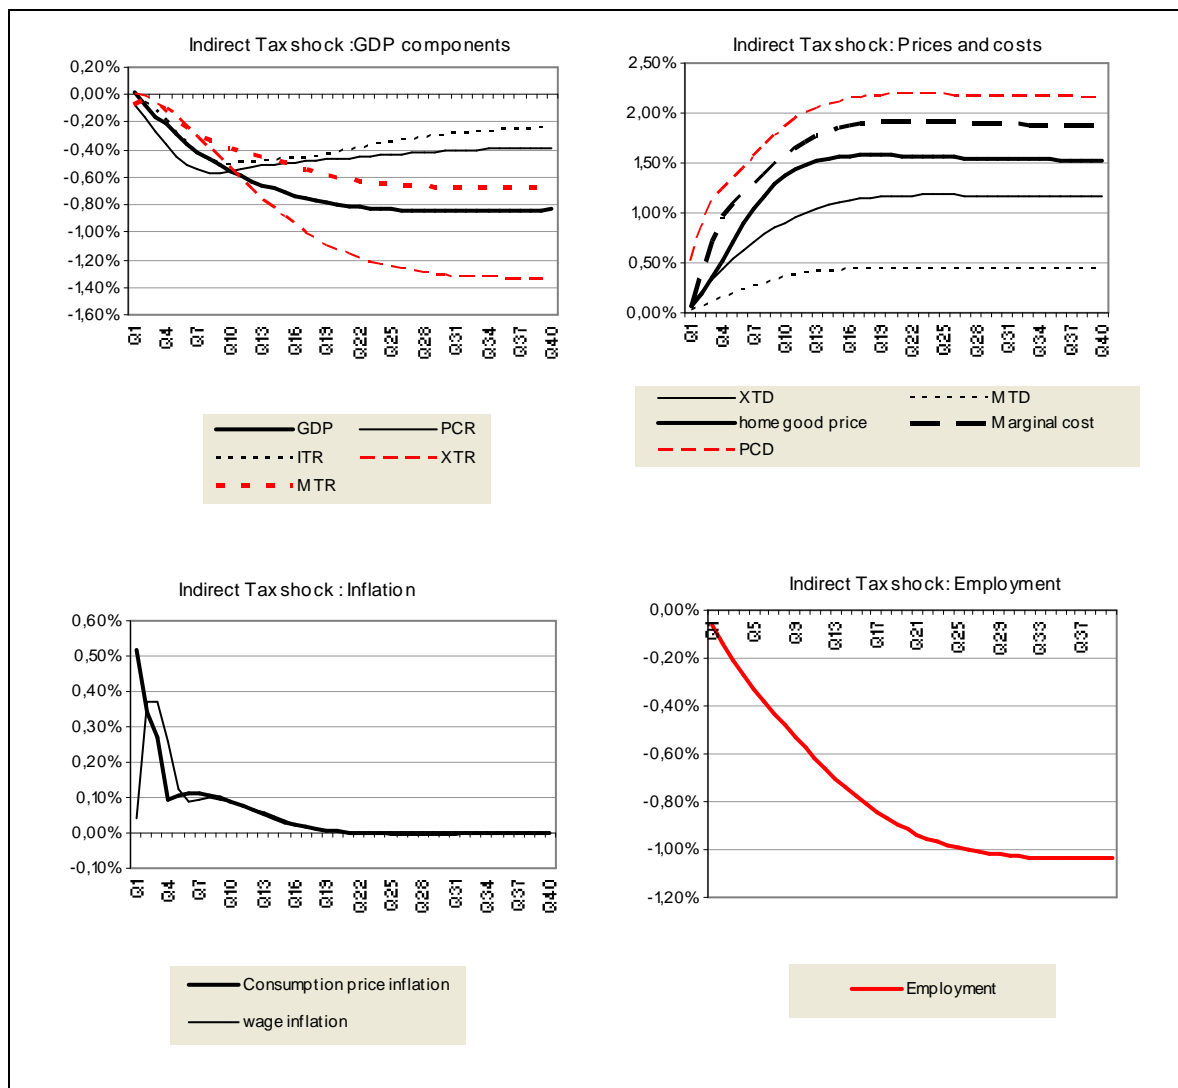 Indirect Tax shock :GDP components
0,20%
0,00%
-0,20%
-0,40%
-0,60%
-0,80%
-1,00%
-1,20%
-1,40%
-1,60%
Q1 Q4 Q7 Q10 Q13 Q16 Q19 Q22 Q25 Q28 Q31 Q34 Q37 Q40
GDP PCR
ITR XTR
MTR
Indirect Tax shock: Prices and costs
2,50%
2,00%
1,50%
1,00%
0,50%
0,00%
Q1 Q4 Q7 Q10 Q13 Q16 Q19 Q22 Q25 Q28 Q31 Q34 Q37 Q40
XTD MTD
home good price Marginal cost
PCD
Indirect Tax shock : Inflation
0,60%
0,50%
0,40%
0,30%
0,20%
0,10%
0,00%
-0,10%
Q1 Q4 Q7 Q10 Q13 Q16 Q19 Q22 Q25 Q28 Q31 Q34 Q37 Q40
Consumption price inflation
wage inflation
Indirect Tax shock: Employment
0,00%
-0,20%
-0,40%
-0,60%
-0,80%
-1,00%
-1,20%
Q1 Q5 Q9 Q13 Q17 Q21 Q25 Q29 Q33 Q37
Employment